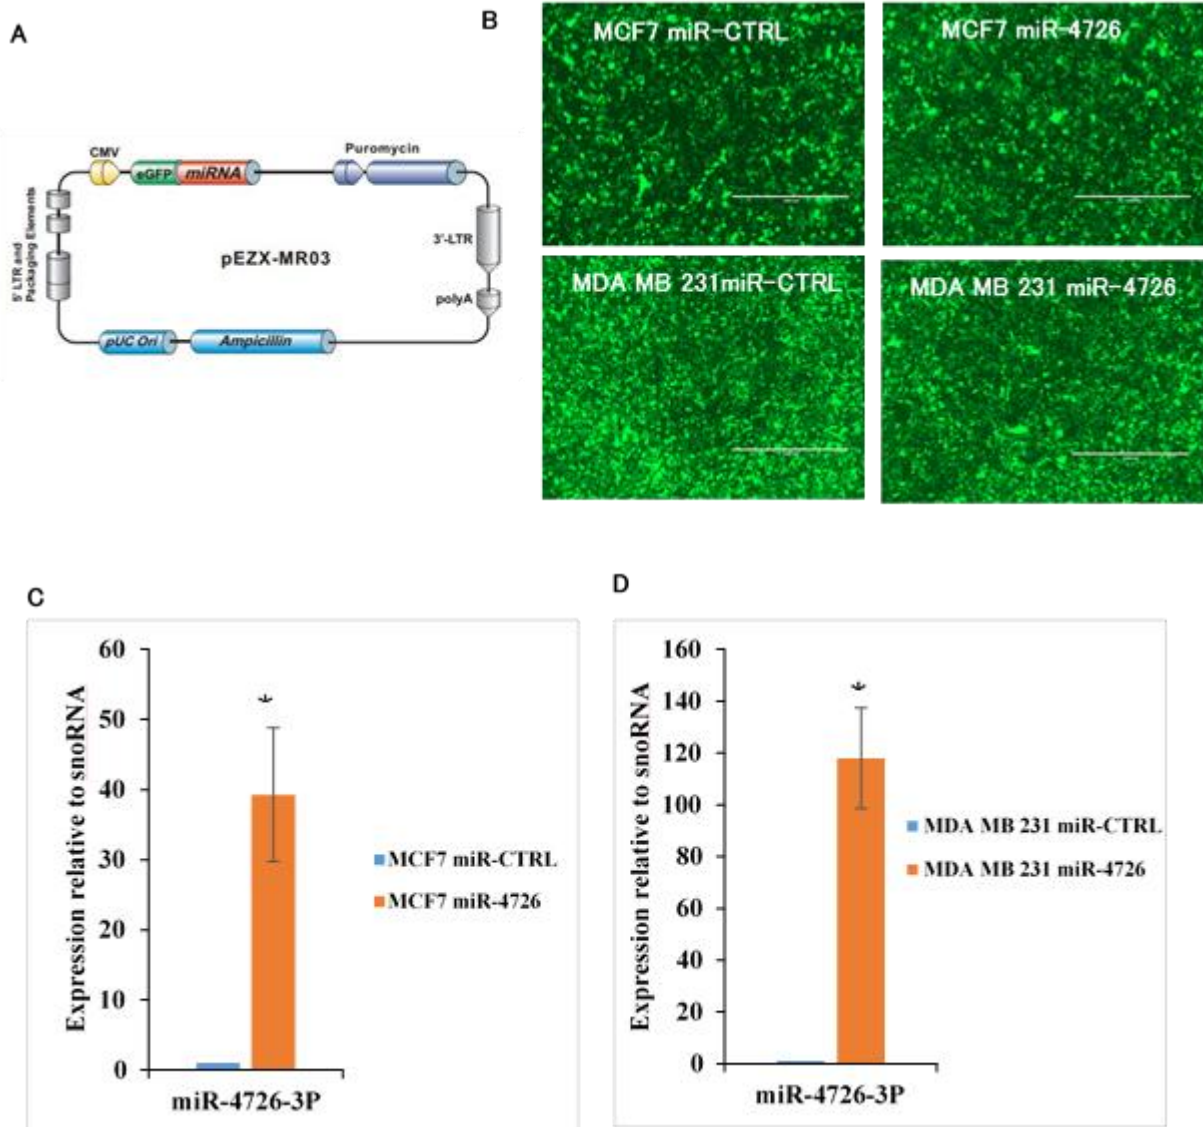 A
CMV
eGFP miRNA
Puromycin
5' LTR and
Packaging Elements
pEZX-MR03
3'-LTR
polyA
pUC Ori
Ampicillin
B
MCF7 miR-CTRL
MCF7 miR-4726
MDA MB 231miR-CTRL
MDA MB 231 miR-4726
C
Expression relative to snoRNA
60
50
40
30
20
10
0
*
miR-4726-3P
MCF7 miR-CTRL
MCF7 miR-4726
D
Expression relative to snoRNA
160
140
120
100
80
60
40
20
0
*
miR-4726-3P
MDA MB 231 miR-CTRL
MDA MB 231 miR-4726